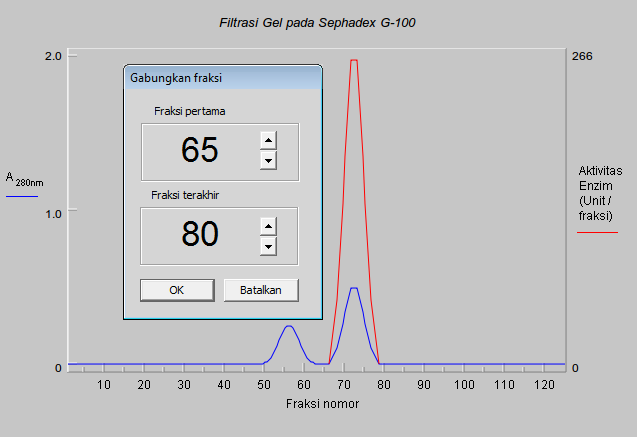 Filtrasi Gel pada Sephadex G-100
2.0
266
Gabungkan fraksi
Fraksi pertama
65
A 280nm
Aktivitas
Enzim
(Unit /
fraksi)
Fraksi terakhir
1.0
80
OK
Batalkan
0
0
10 20 30 40 50 60 70 80 90 100 110 120
Fraksi nomor